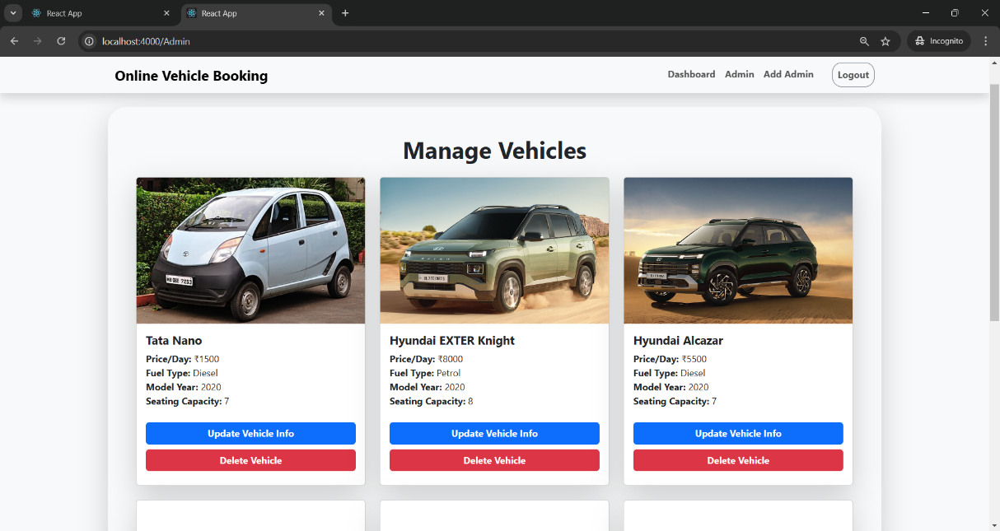 React App
React App
localhost:4000/Admin
Incognito
Online Vehicle Booking
Dashboard Admin Add Admin Logout
Manage Vehicles
Tata Nano
Price/Day: ₹1500
Fuel Type: Diesel
Model Year: 2020
Seating Capacity: 7
Update Vehicle Info
Delete Vehicle
Hyundai EXTER Knight
Price/Day: ₹8000
Fuel Type: Petrol
Model Year: 2020
Seating Capacity: 8
Update Vehicle Info
Delete Vehicle
Hyundai Alcazar
Price/Day: ₹5500
Fuel Type: Diesel
Model Year: 2020
Seating Capacity: 7
Update Vehicle Info
Delete Vehicle